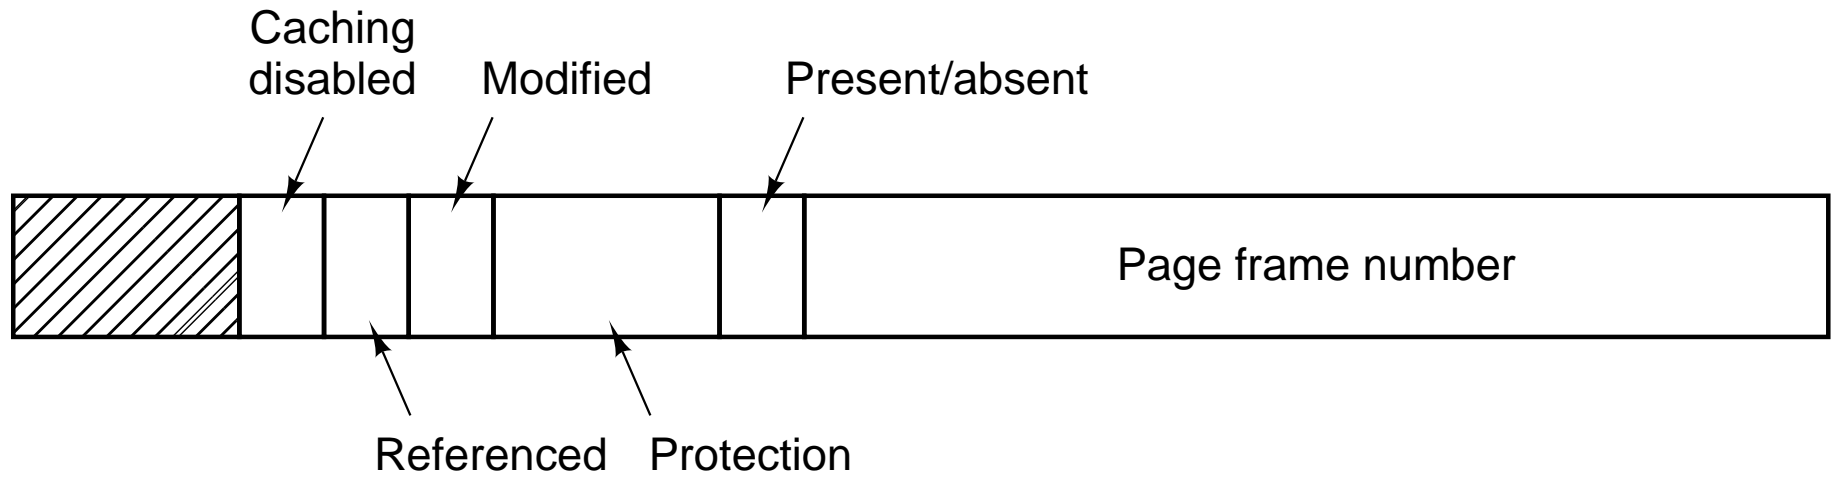 Caching
disabled
Modified
Present/absent
Page frame number
Referenced
Protection